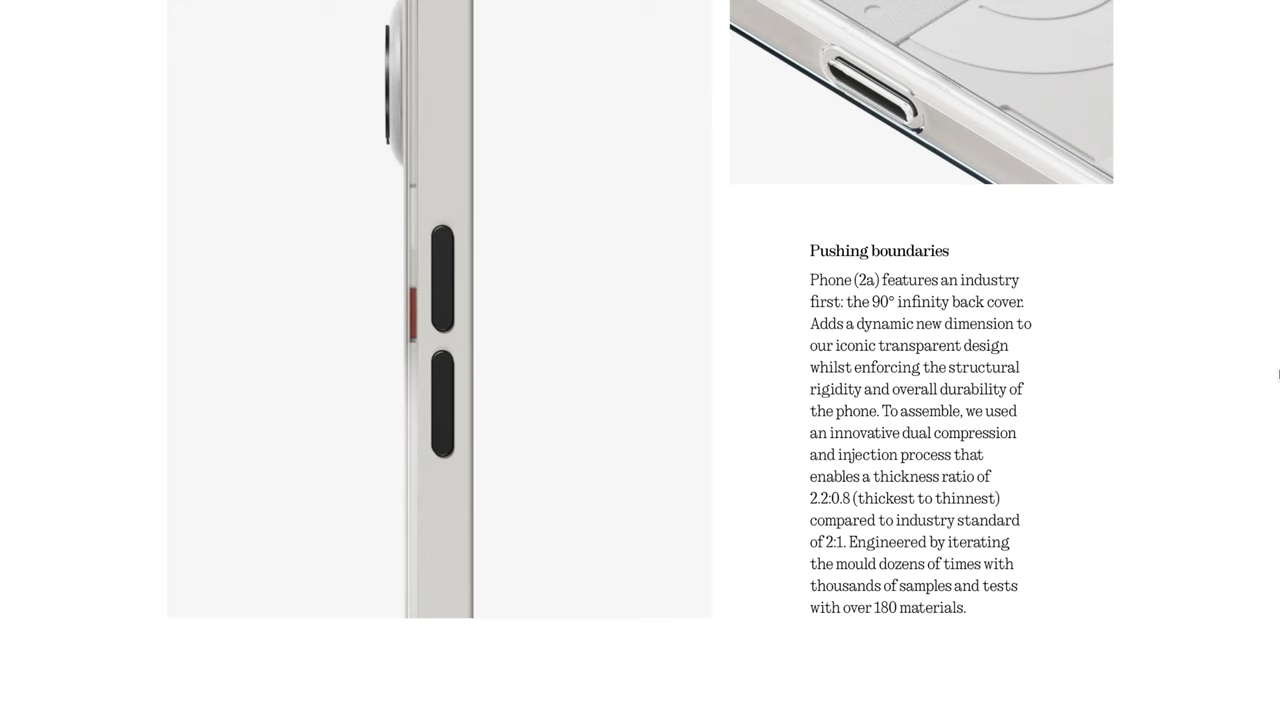 Pushing boundaries
Phone (2a) features an industry
first: the 90° infinity back cover.
Adds a dynamic new dimension to
our iconic transparent design
whilst enforcing the structural
rigidity and overall durability of
the phone. To assemble, we used
an innovative dual compression
and injection process that
enables a thickness ratio of
2.2:0.8 (thickest to thinnest)
compared to industry standard
of 2:1. Engineered by iterating
the mould dozens of times with
thousands of samples and tests
with over 180 materials.